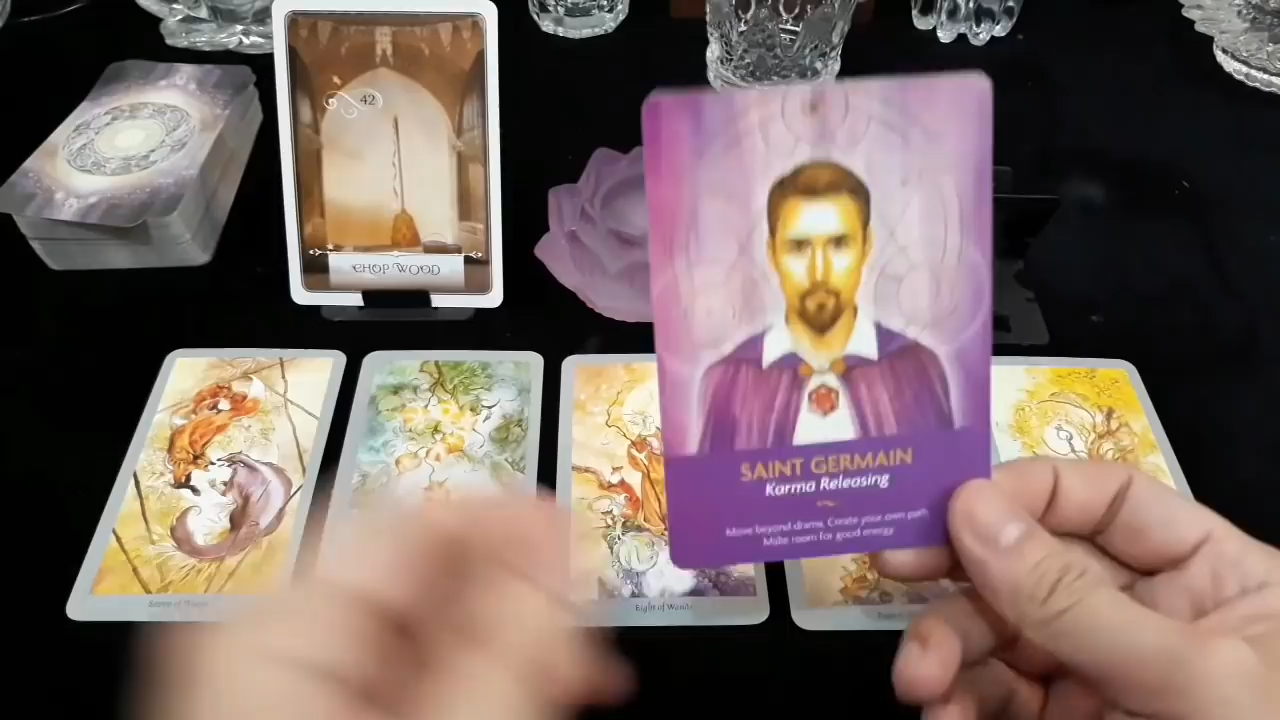 42
CHOP WOOD
SAINT GERMAIN
Karma Releasing
Move beyond drama. Create your own path
Make room for good energy
Eight of Wands